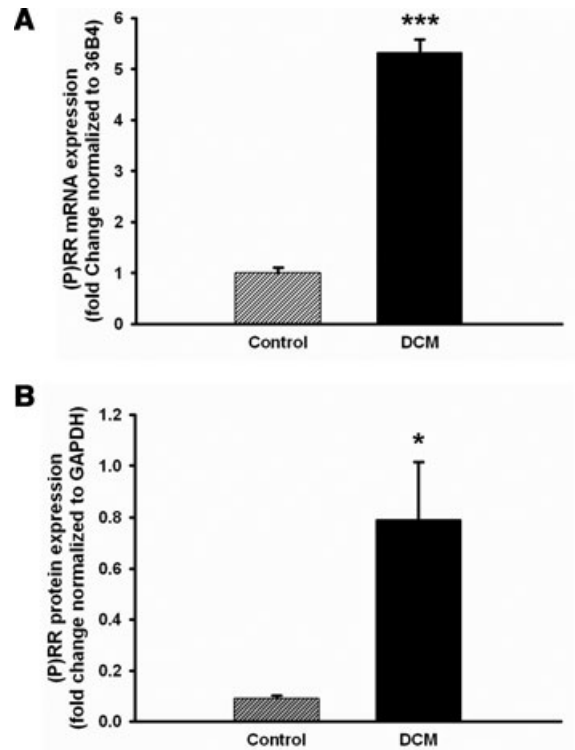 A
(P)RR mRNA expression
(fold Change normalized to 36B4)
6
5
4
3
2
1
0
***
Control
DCM
B
(P)RR protein expression
(fold change normalized to GAPDH)
1.2
1.0
0.8
0.6
0.4
0.2
0.0
*
Control
DCM